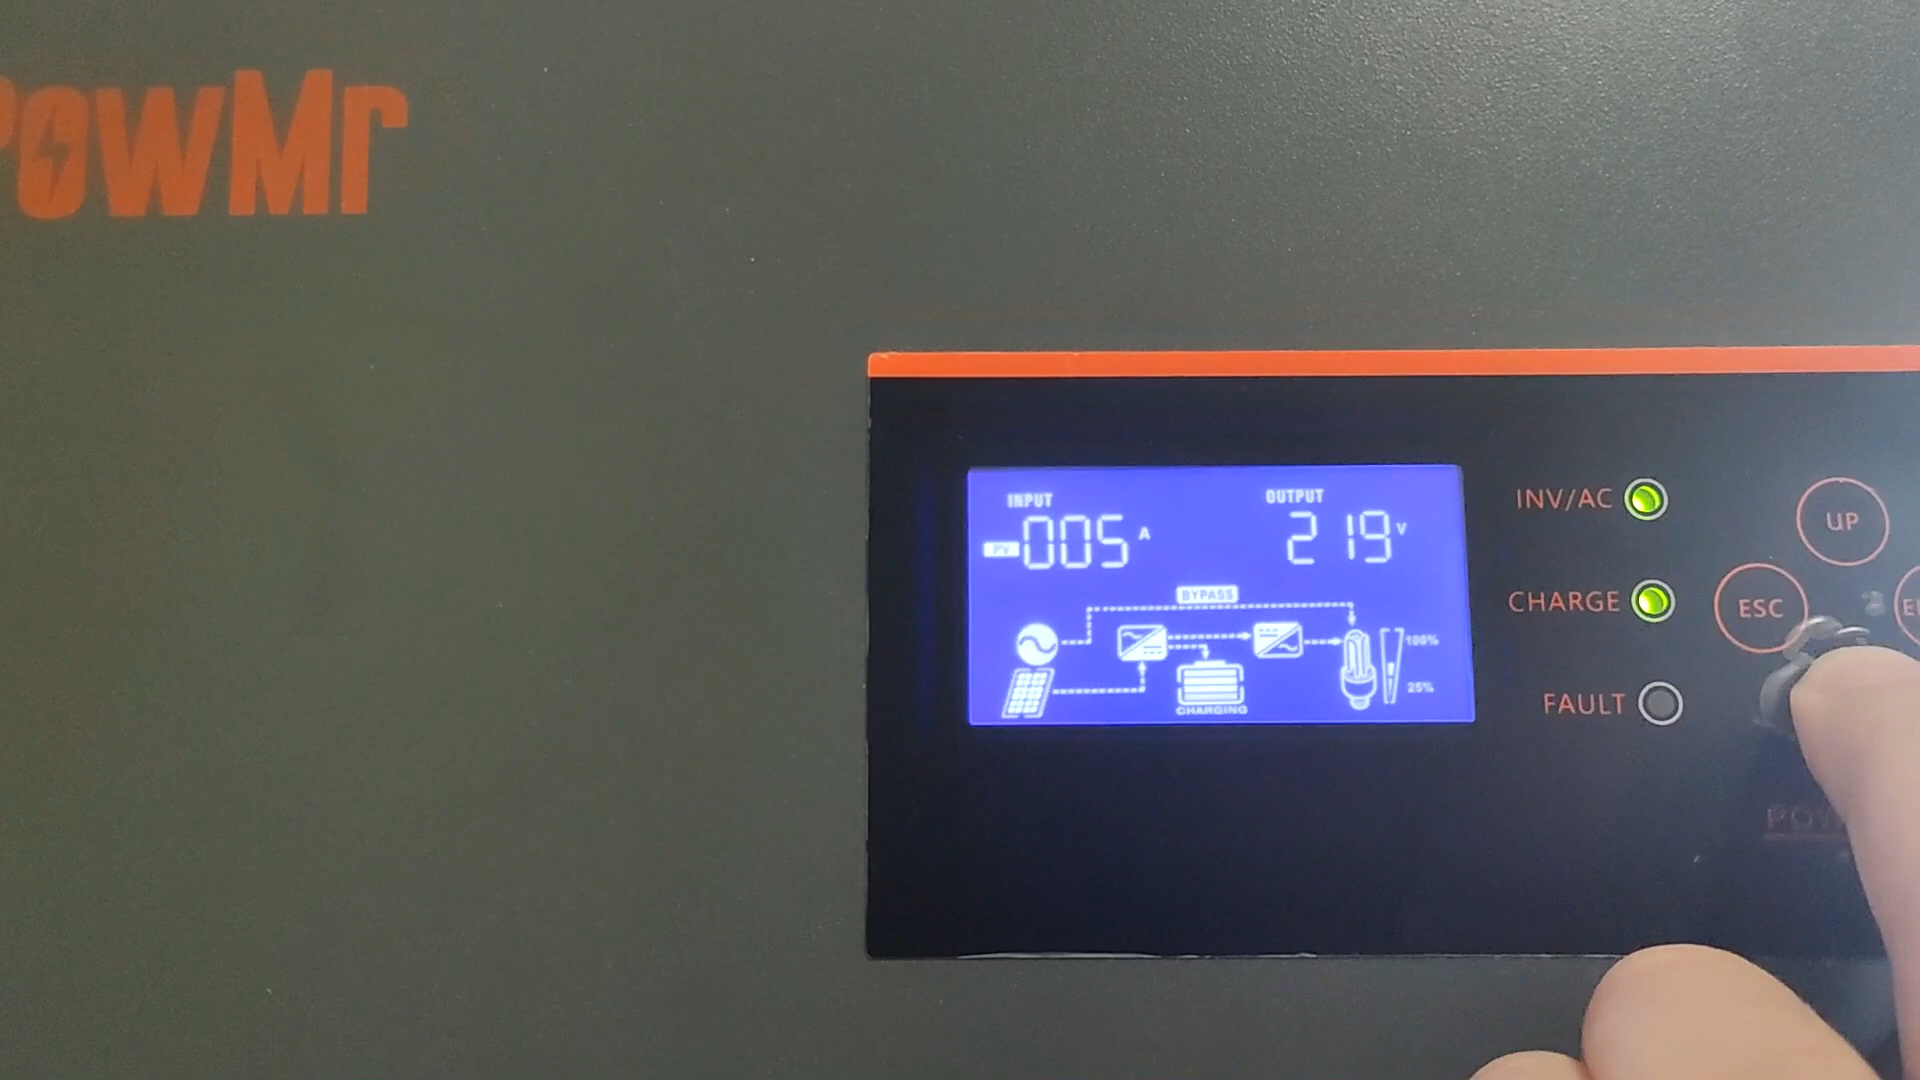 PowMr
INPUT
OUTPUT
PV
005 A
219 V
BYPASS
100%
25%
CHARGING
INV/AC
CHARGE
FAULT
UP
ESC